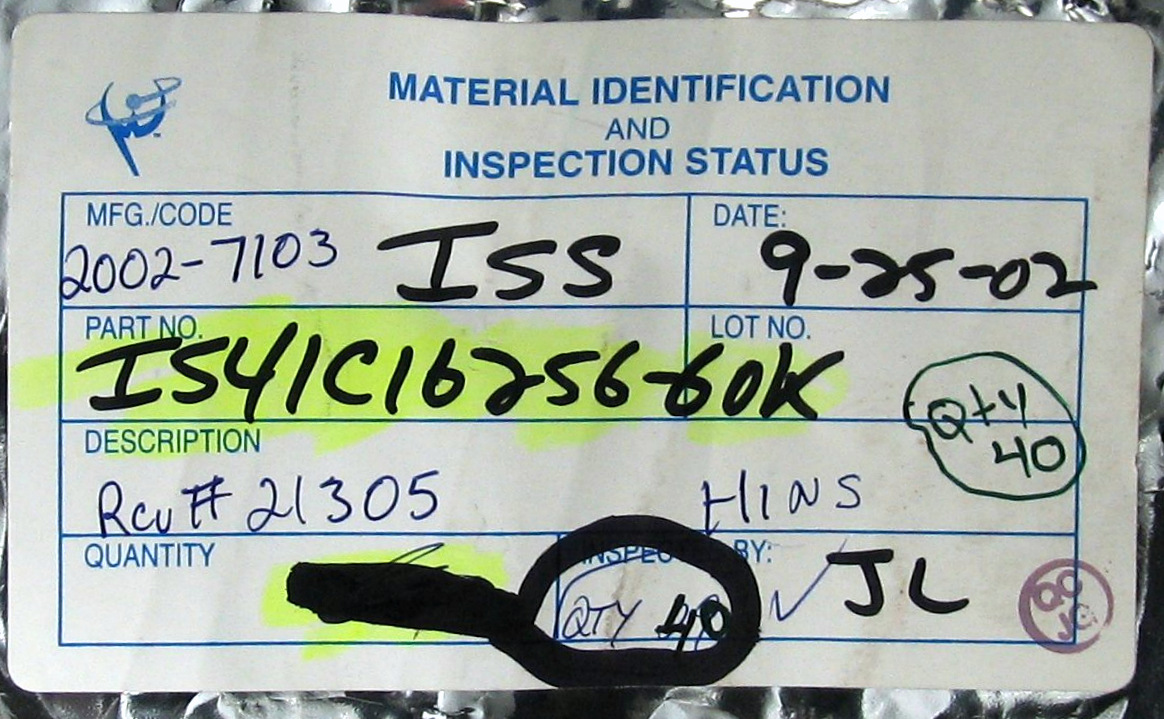 MATERIAL IDENTIFICATION
AND
INSPECTION STATUS
MFG./CODE
2002-7103 ISS
DATE:
9-25-02
PART NO.
IS41C16256-60K
LOT NO.
Qty
40
DESCRIPTION
Rcv# 21305 HINS
QUANTITY
BY:
QTY 40
JL